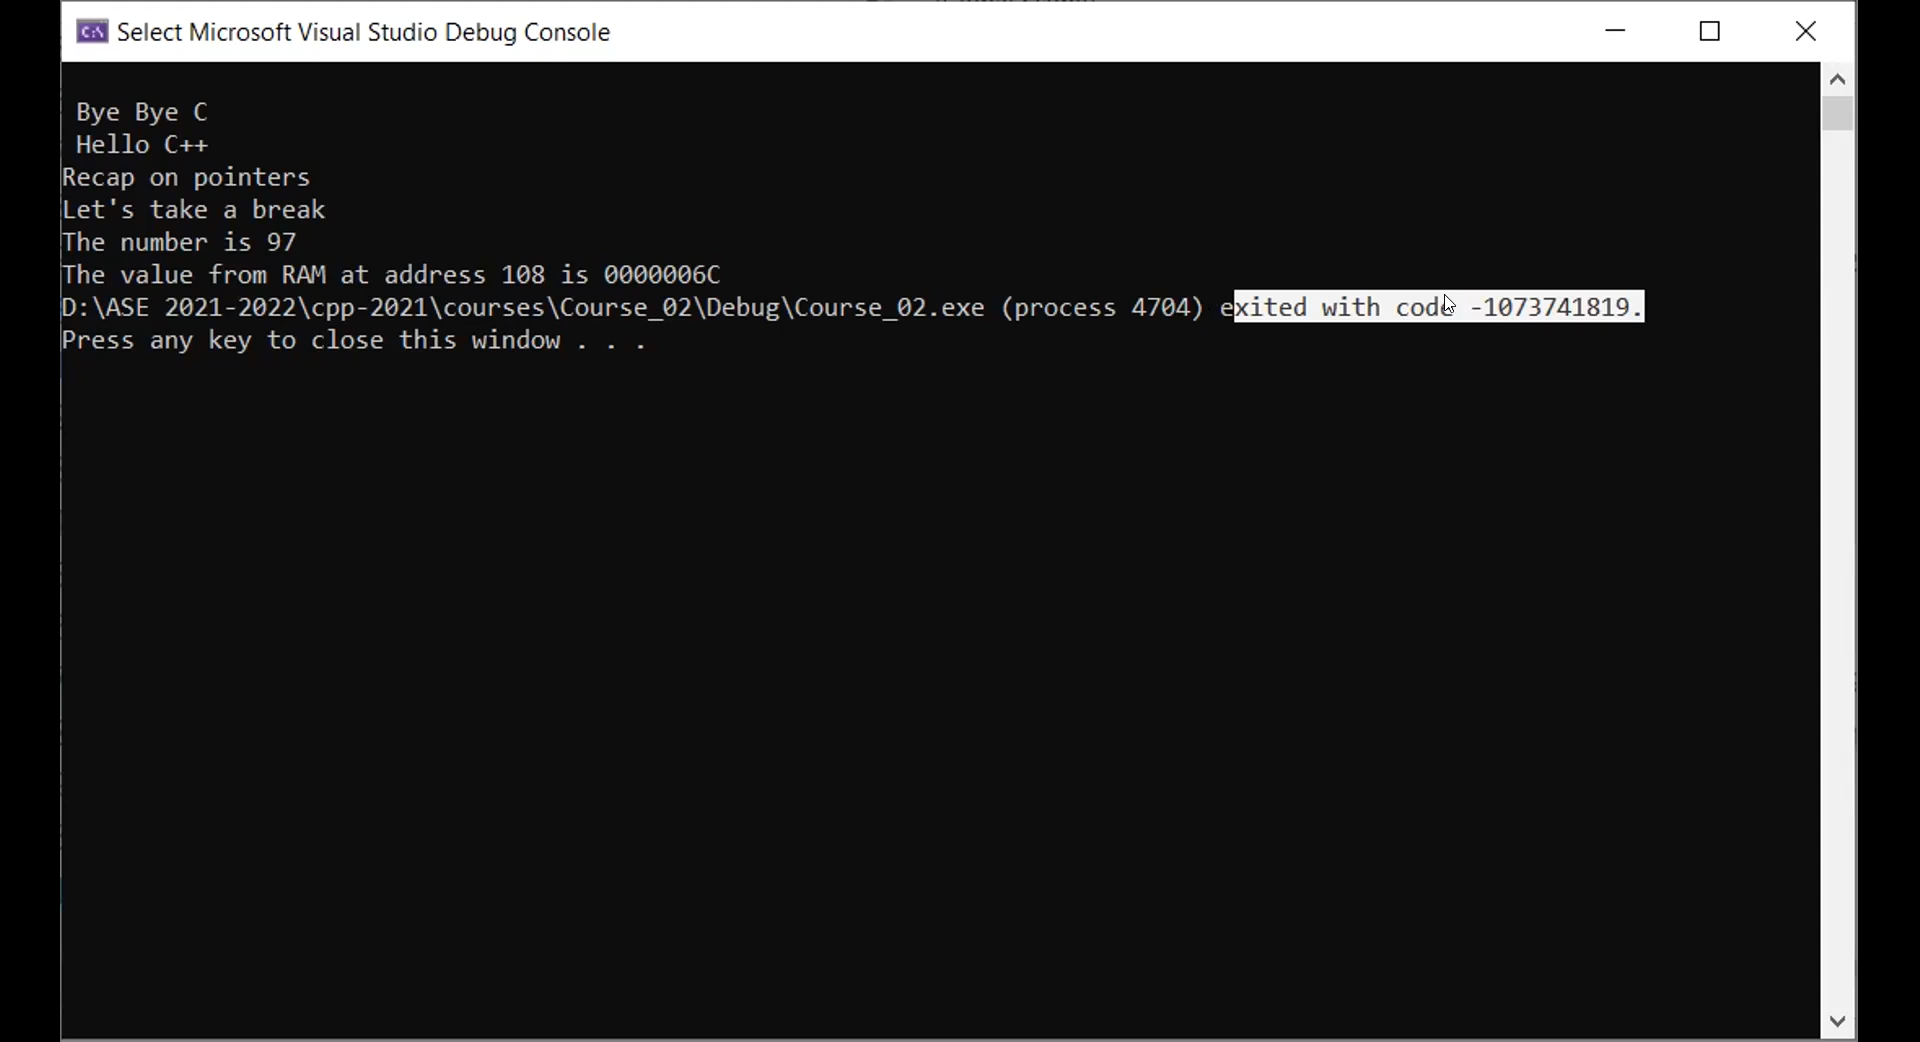 Select Microsoft Visual Studio Debug Console
Bye Bye C
Hello C++
Recap on pointers
Let's take a break
The number is 97
The value from RAM at address 108 is 0000006C
D:\ASE 2021-2022\cpp-2021\courses\Course_02\Debug\Course_02.exe (process 4704) exited with code -1073741819.
Press any key to close this window . . .